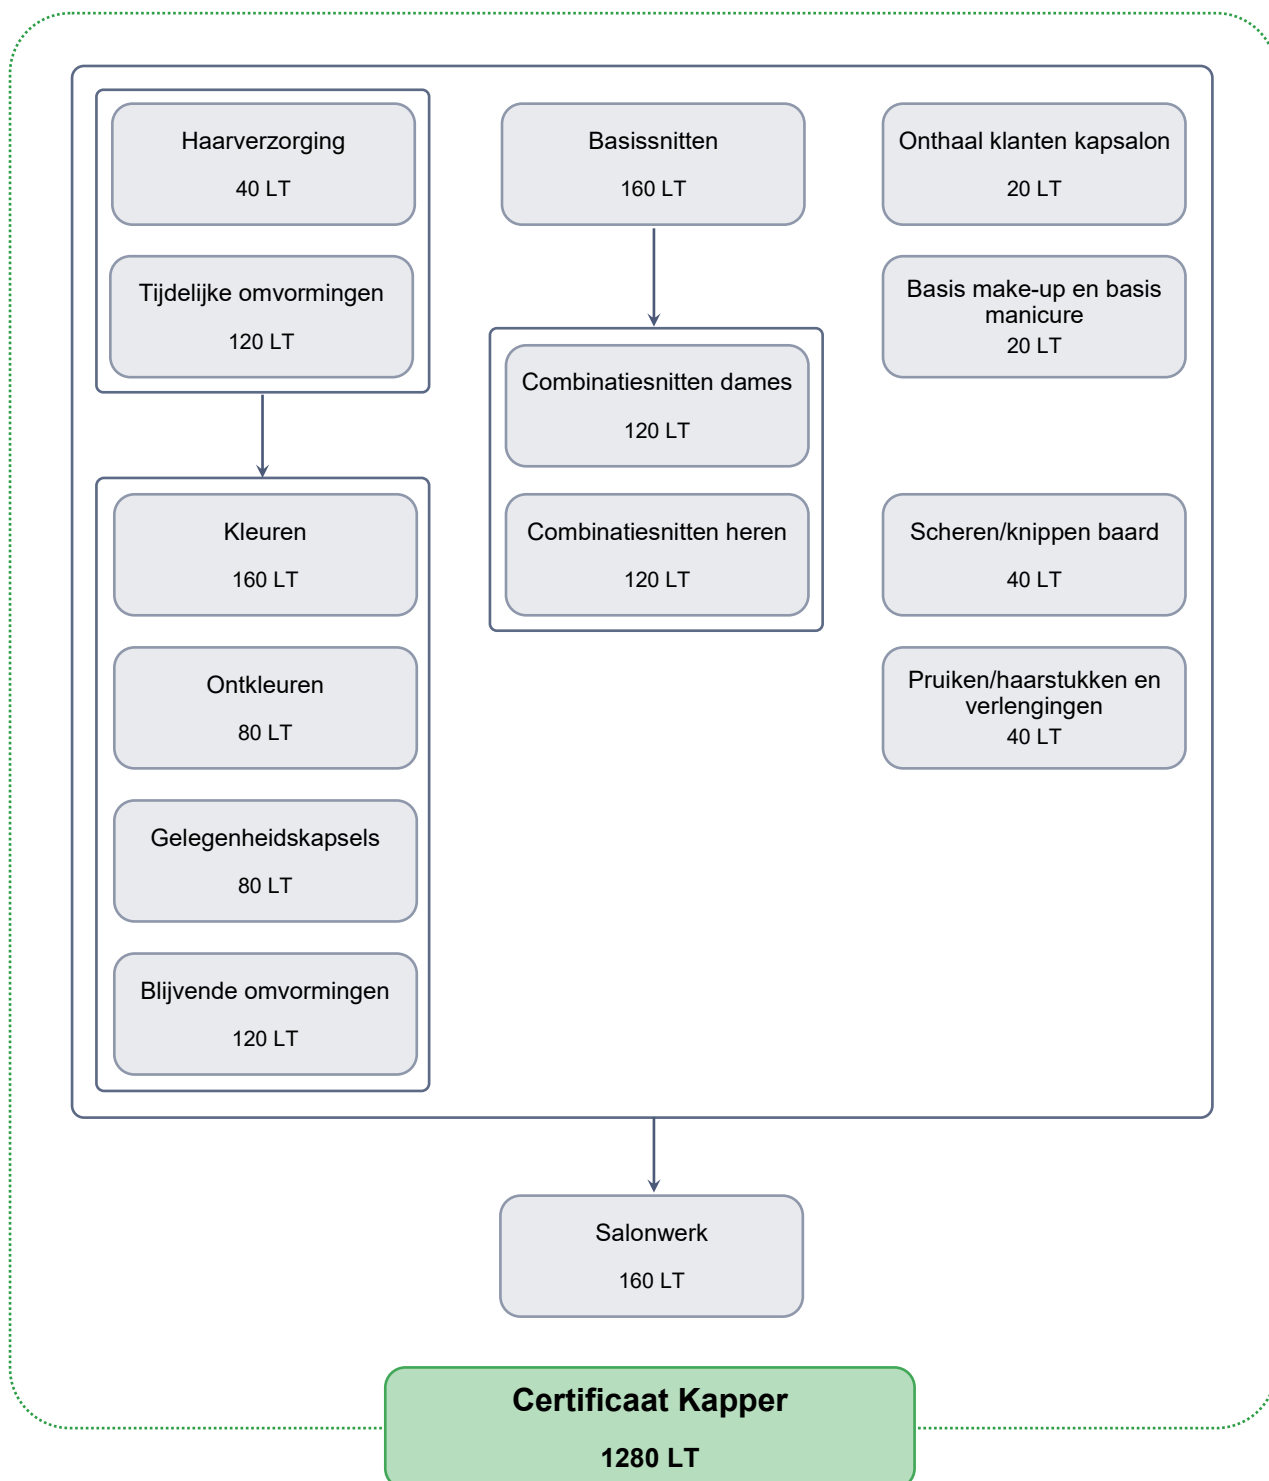 Haarverzorging
40 LT
Tijdelijke omvormingen
120 LT
Kleuren
160 LT
Ontkleuren
80 LT
Gelegenheidskapsels
80 LT
Blijvende omvormingen
120 LT
Basissnitten
160 LT
Combinatiesnitten dames
120 LT
Combinatiesnitten heren
120 LT
Onthaal klanten kapsalon
20 LT
Basis make-up en basis
manicure
20 LT
Scheren/knippen baard
40 LT
Pruiken/haarstukken en
verlengingen
40 LT
Salonwerk
160 LT
Certificaat Kapper
1280 LT